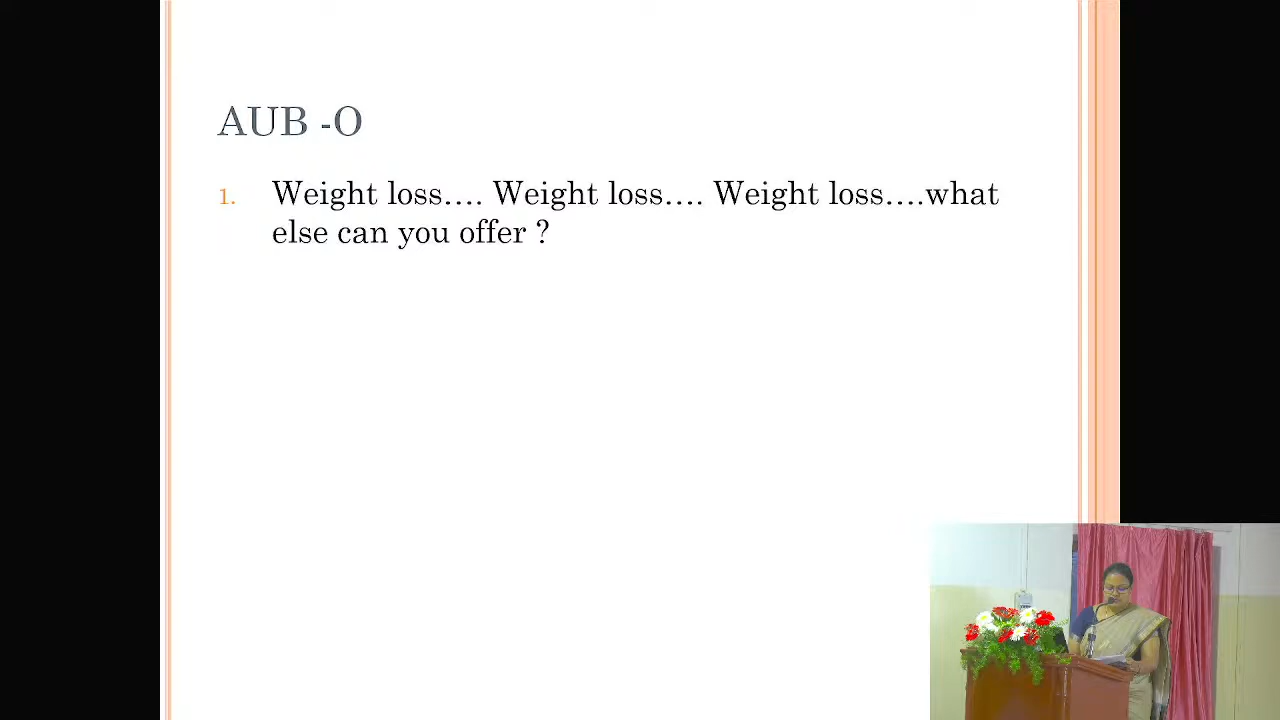 AUB -O
1. Weight loss…. Weight loss…. Weight loss….what
else can you offer ?